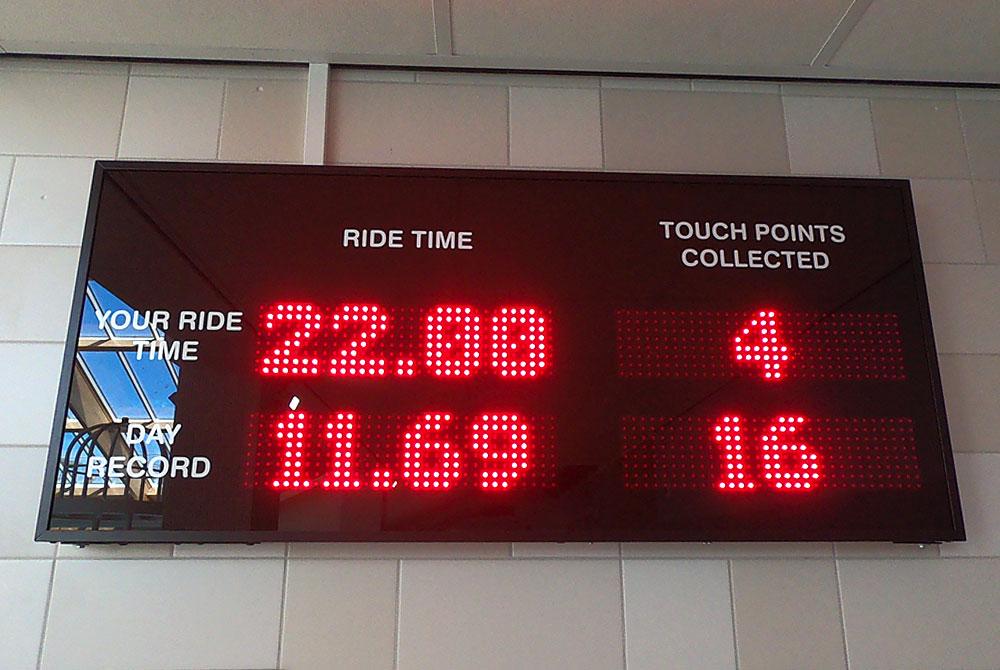 RIDE TIME
TOUCH POINTS
COLLECTED
YOUR RIDE
TIME
22.00
4
DAY
RECORD
11.69
16